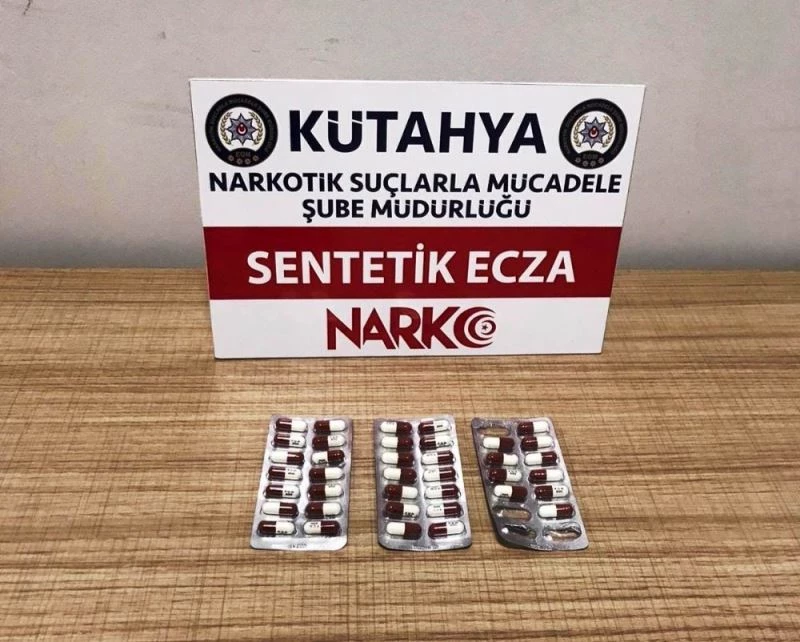 KÜTAHYA
NARKOTİK SUÇLARLA MÜCADELE
ŞUBE MÜDÜRLÜĞÜ
SENTETİK ECZA
NARKO